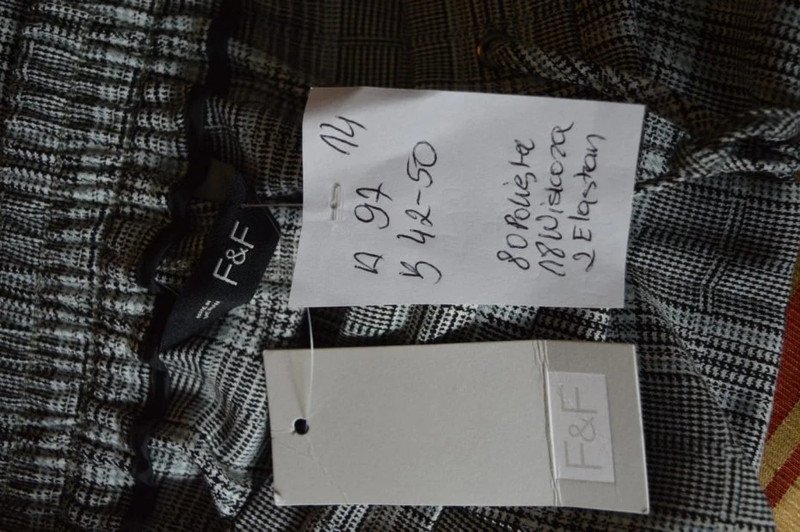 14
D 97
B 42-50
80 Poliestr
18 Wiskoza
2 Elastan
F&F
F&F